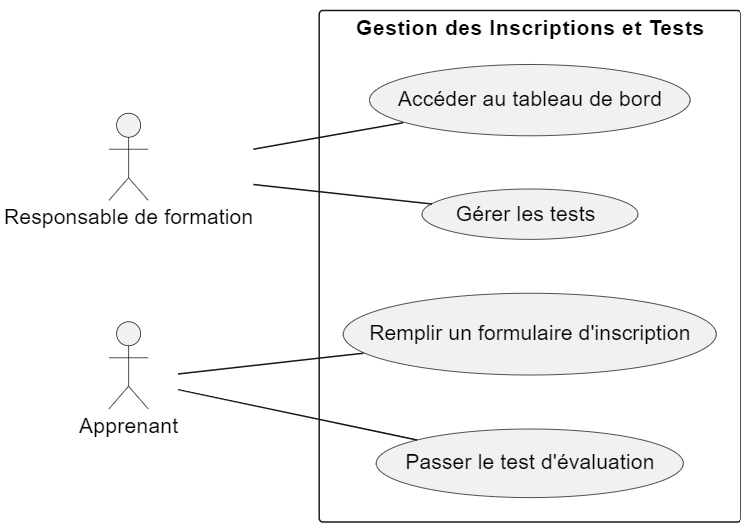 Gestion des Inscriptions et Tests
Accéder au tableau de bord
Responsable de formation
Gérer les tests
Remplir un formulaire d'inscription
Apprenant
Passer le test d'évaluation